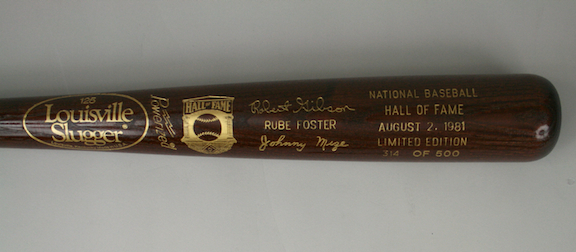 125
Louisville
Slugger
Powerized
HALL OF FAME
Robert Gibson
RUBE FOSTER
Johnny Mize
NATIONAL BASEBALL
HALL OF FAME
AUGUST 2, 1981
LIMITED EDITION
314 OF 500